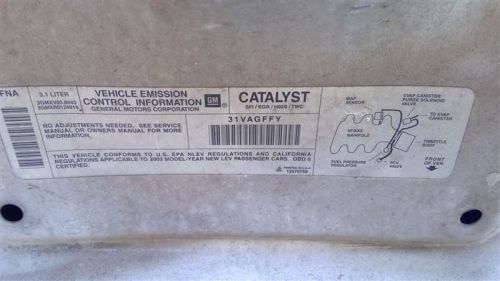 FNA
3.1 LITER
VEHICLE EMISSION
CONTROL INFORMATION
GENERAL MOTORS CORPORATION
GM
CATALYST
SFI / EGR / HO2S / TWC
31VAGFFY
NO ADJUSTMENTS NEEDED. SEE SERVICE
MANUAL OR OWNERS MANUAL FOR
MORE INFORMATION.
THIS VEHICLE CONFORMS TO U.S. EPA NLEV REGULATIONS AND CALIFORNIA
REGULATIONS APPLICABLE TO 2003 MODEL-YEAR NEW LEV PASSENGER CARS. OBD II
CERTIFIED.
PRINTED IN U.S.A.
MAP
SENSOR
EVAP CANISTER
PURGE SOLENOID
VALVE
TO EVAP
CANISTER
INTAKE
MANIFOLD
THROTTLE
BODY
FUEL PRESSURE
REGULATOR
PCV
VALVE
FRONT
OF VEH